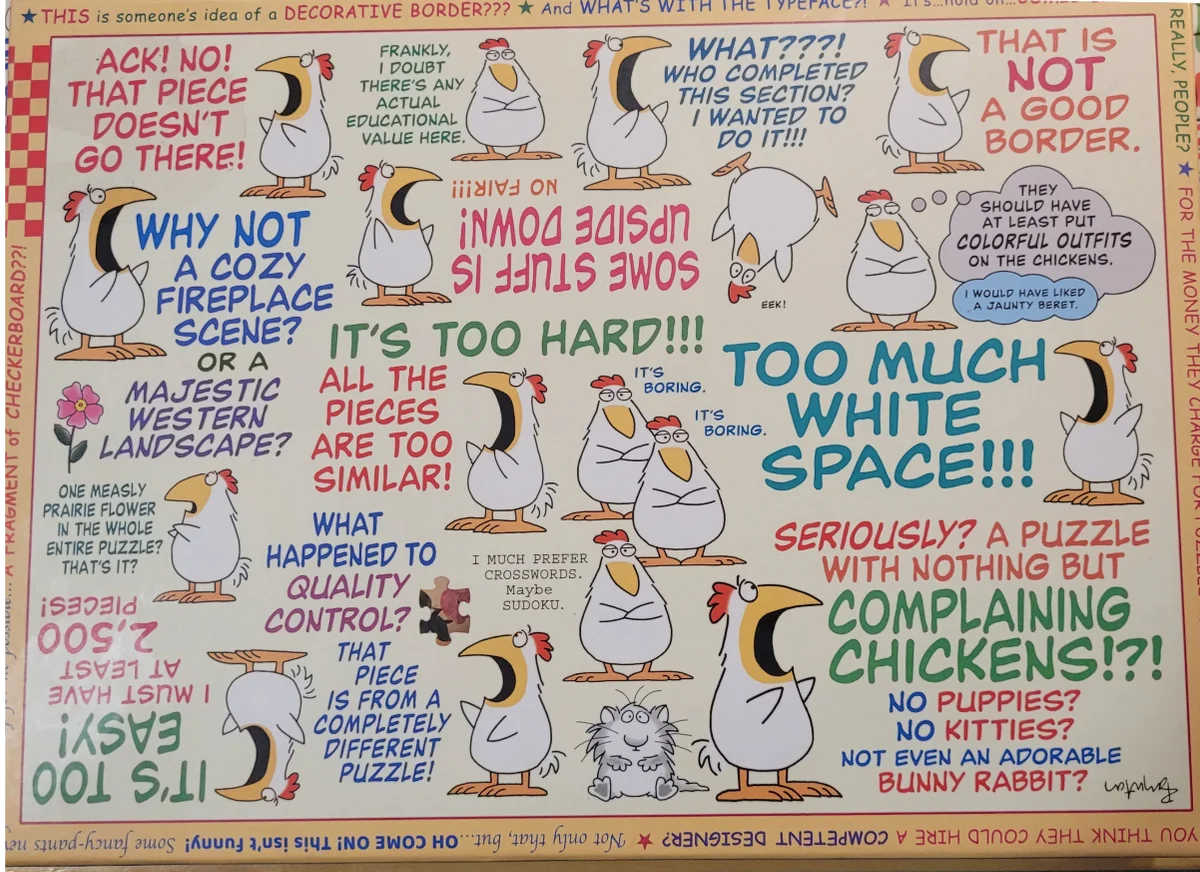 ★ THIS is someone's idea of a DECORATIVE BORDER??? ★ And WHAT'S WITH THE TYPEFACE?! ★
ACK! NO!
THAT PIECE
DOESN'T
GO THERE!
FRANKLY,
I DOUBT
THERE'S ANY
ACTUAL
EDUCATIONAL
VALUE HERE.
WHAT???!
WHO COMPLETED
THIS SECTION?
I WANTED TO
DO IT!!!
THAT IS
NOT
A GOOD
BORDER.
WHY NOT
A COZY
FIREPLACE
SCENE?
OR A
MAJESTIC
WESTERN
LANDSCAPE?
SOME STUFF IS
UPSIDE DOWN!
NO FAIR!!!
EEK!
THEY
SHOULD HAVE
AT LEAST PUT
COLORFUL OUTFITS
ON THE CHICKENS.
I WOULD HAVE LIKED
A JAUNTY BERET.
IT'S TOO HARD!!!
ALL THE
PIECES
ARE TOO
SIMILAR!
IT'S
BORING.
IT'S
BORING.
TOO MUCH
WHITE
SPACE!!!
ONE MEASLY
PRAIRIE FLOWER
IN THE WHOLE
ENTIRE PUZZLE?
THAT'S IT?
WHAT
HAPPENED TO
QUALITY
CONTROL?
I MUCH PREFER
CROSSWORDS.
Maybe
SUDOKU.
SERIOUSLY? A PUZZLE
WITH NOTHING BUT
COMPLAINING
CHICKENS!?!
NO PUPPIES?
NO KITTIES?
NOT EVEN AN ADORABLE
BUNNY RABBIT?
IT'S TOO
EASY!
I MUST HAVE
AT LEAST
2,500
PIECES!
THAT
PIECE
IS FROM A
COMPLETELY
DIFFERENT
PUZZLE!
Boynton
REALLY, PEOPLE? ★ FOR THE MONEY THEY CHARGE
YOU THINK THEY COULD HIRE A COMPETENT DESIGNER? ★ Not only that, but... OH COME ON! This isn't Funny! Some fancy-pants
A FRAGMENT of CHECKERBOARD??!